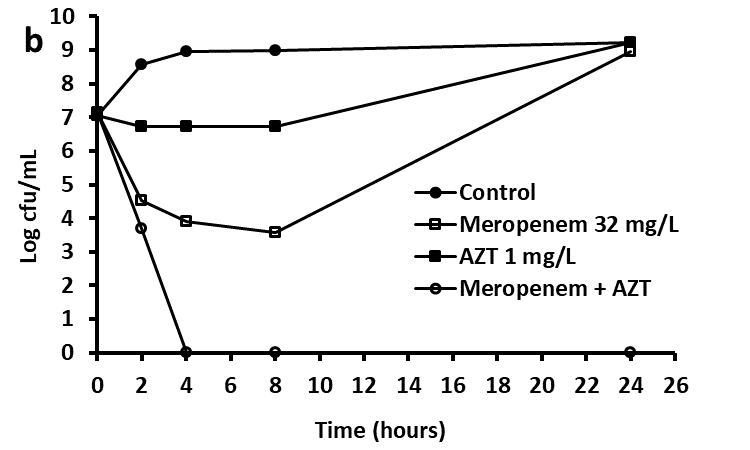 b
10
9
8
7
6
5
4
3
2
1
0
Log cfu/mL
Control
Meropenem 32 mg/L
AZT 1 mg/L
Meropenem + AZT
0 2 4 6 8 10 12 14 16 18 20 22 24 26
Time (hours)